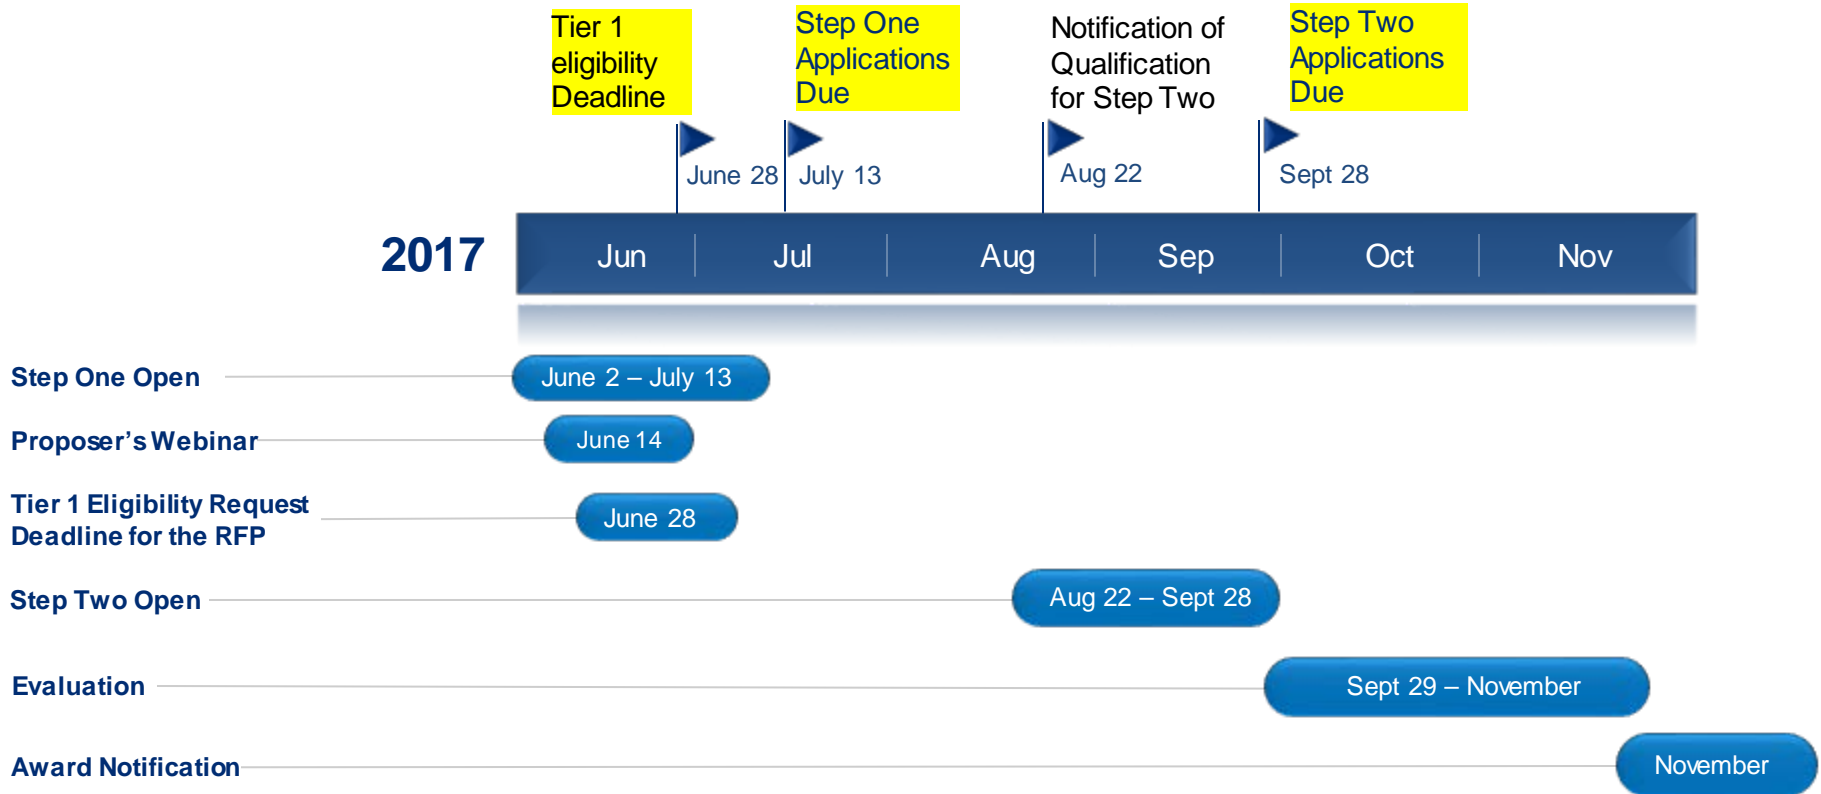 Tier 1
eligibility
Deadline
Step One
Applications
Due
Notification of
Qualification
for Step Two
Step Two
Applications
Due
June 28
July 13
Aug 22
Sept 28
2017
Jun
Jul
Aug
Sep
Oct
Nov
Step One Open
June 2 – July 13
Proposer's Webinar
June 14
Tier 1 Eligibility Request
Deadline for the RFP
June 28
Step Two Open
Aug 22 – Sept 28
Evaluation
Sept 29 – November
Award Notification
November